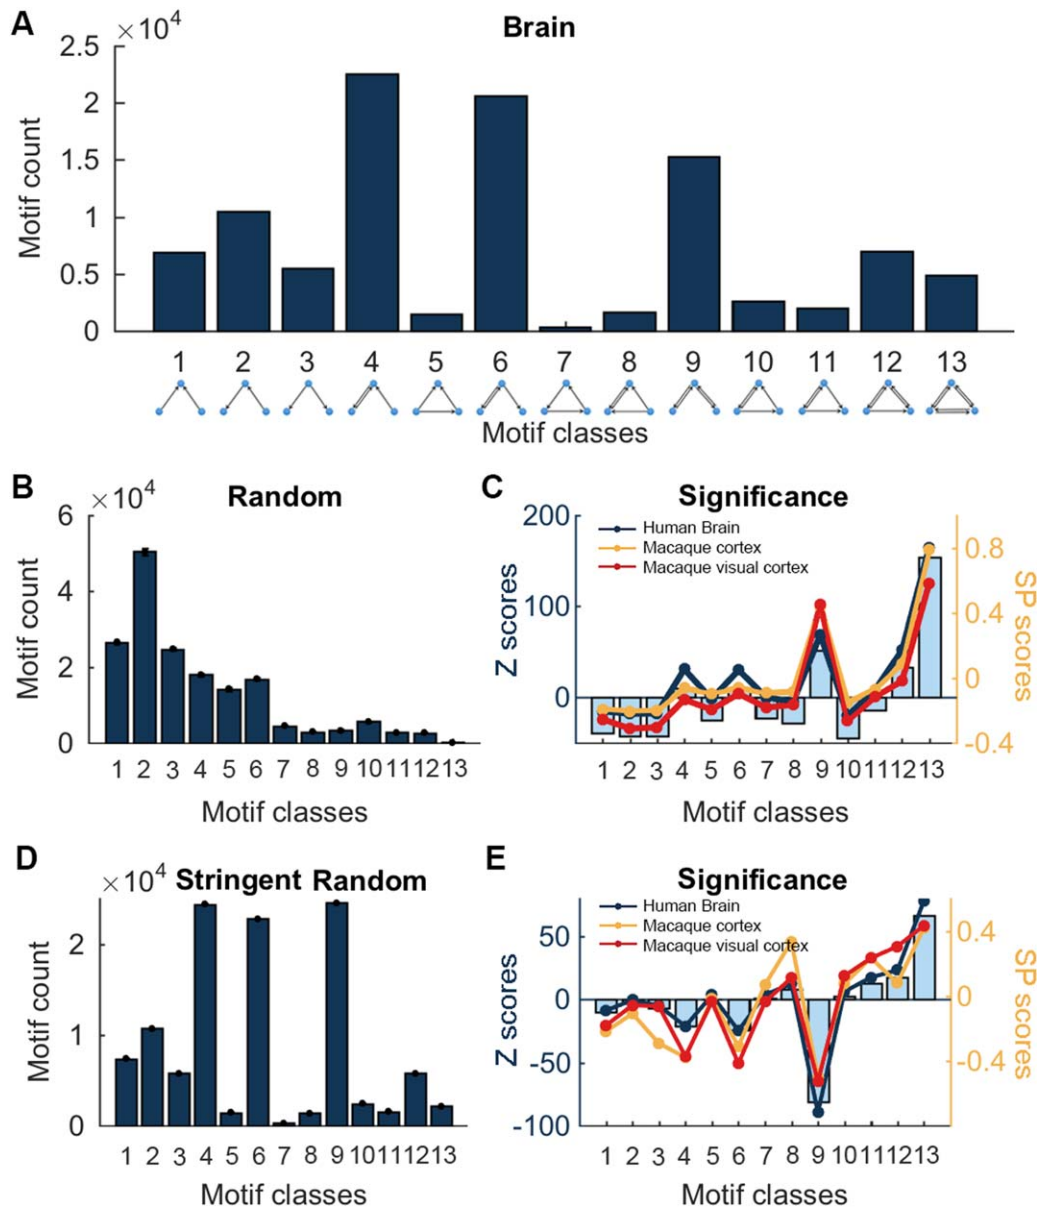 A
×10⁴
Brain
2.5
2
1.5
1
0.5
0
Motif count
1 2 3 4 5 6 7 8 9 10 11 12 13
Motif classes
B
×10⁴
Random
6
4
2
0
Motif count
1 2 3 4 5 6 7 8 9 10 11 12 13
Motif classes
C
Significance
200
100
0
Z scores
Human Brain
Macaque cortex
Macaque visual cortex
0.8
0.4
0
-0.4
SP scores
1 2 3 4 5 6 7 8 9 10 11 12 13
Motif classes
D
×10⁴
Stringent Random
2
1
0
Motif count
1 2 3 4 5 6 7 8 9 10 11 12 13
Motif classes
E
Significance
50
0
-50
-100
Z scores
Human Brain
Macaque cortex
Macaque visual cortex
0.4
0
-0.4
SP scores
1 2 3 4 5 6 7 8 9 10 11 12 13
Motif classes